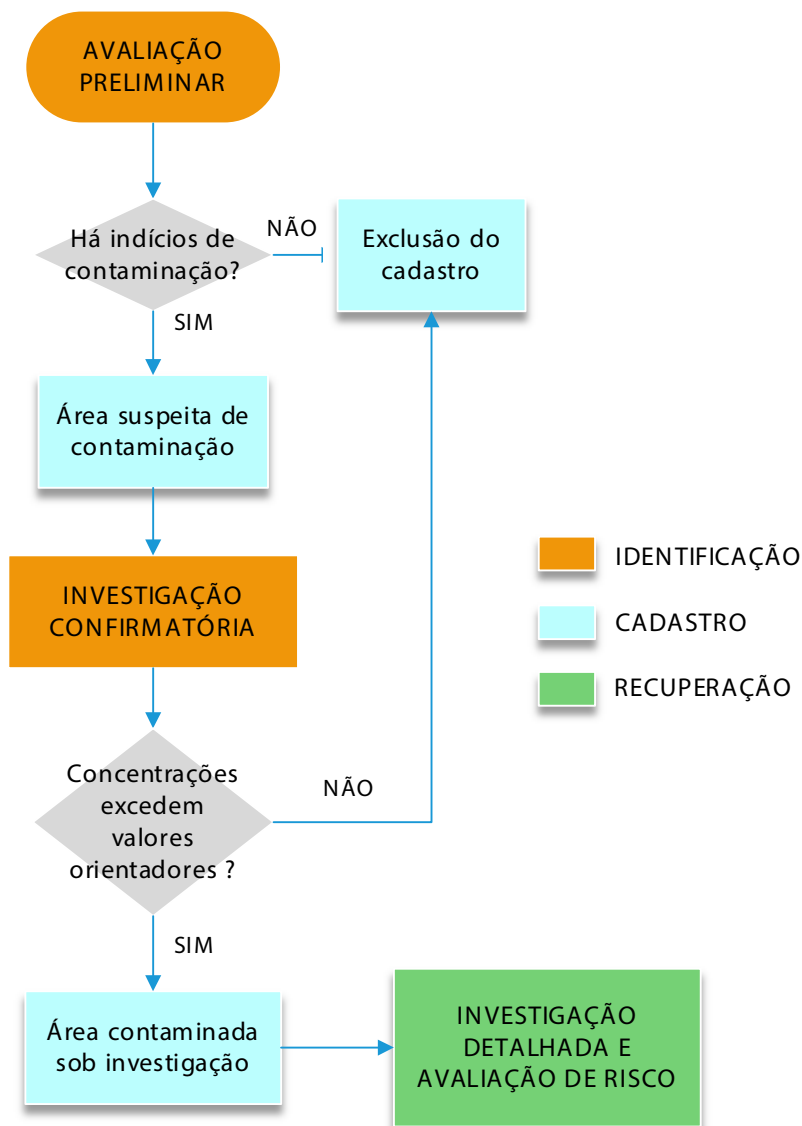 AVALIAÇÃO
PRELIMINAR
Há indícios de
contaminação?
NÃO
Exclusão do
cadastro
SIM
Área suspeita de
contaminação
INVESTIGAÇÃO
CONFIRMATÓRIA
IDENTIFICAÇÃO
CADASTRO
RECUPERAÇÃO
Concentrações
excedem
valores
orientadores ?
NÃO
SIM
Área contaminada
sob investigação
INVESTIGAÇÃO
DETALHADA E
AVALIAÇÃO DE RISCO